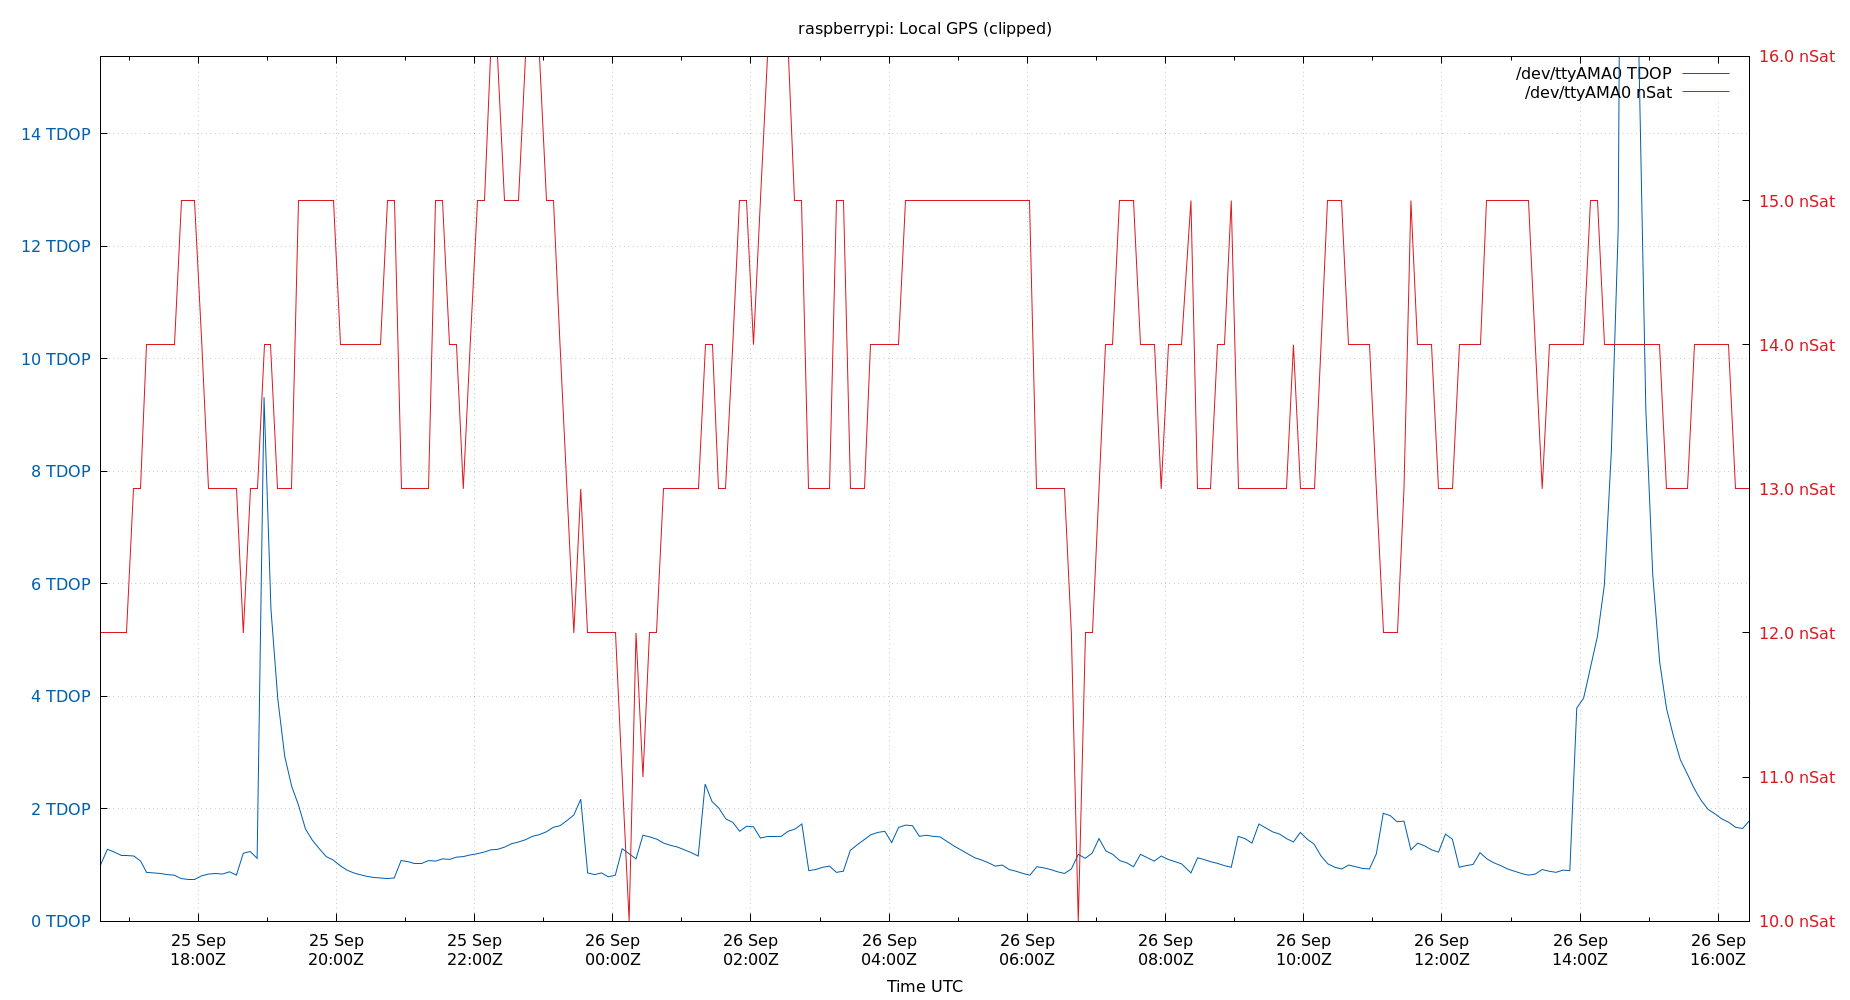 raspberrypi: Local GPS (clipped)
/dev/ttyAMA0 TDOP
/dev/ttyAMA0 nSat
14 TDOP
12 TDOP
10 TDOP
8 TDOP
6 TDOP
4 TDOP
2 TDOP
0 TDOP
16.0 nSat
15.0 nSat
14.0 nSat
13.0 nSat
12.0 nSat
11.0 nSat
10.0 nSat
25 Sep
18:00Z
25 Sep
20:00Z
25 Sep
22:00Z
26 Sep
00:00Z
26 Sep
02:00Z
26 Sep
04:00Z
26 Sep
06:00Z
26 Sep
08:00Z
26 Sep
10:00Z
26 Sep
12:00Z
26 Sep
14:00Z
26 Sep
16:00Z
Time UTC